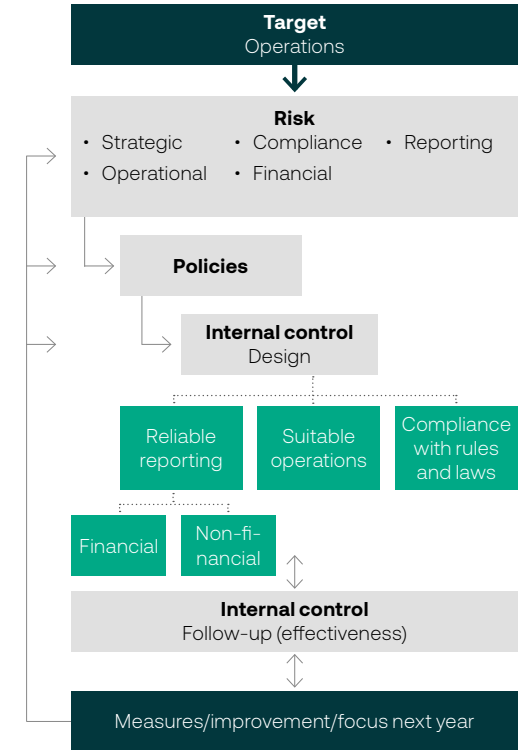 Target
Operations
Risk
• Strategic • Compliance • Reporting
• Operational • Financial
Policies
Internal control
Design
Reliable
reporting
Suitable
operations
Compliance
with rules
and laws
Financial
Non-fi-
nancial
Internal control
Follow-up (effectiveness)
Measures/improvement/focus next year